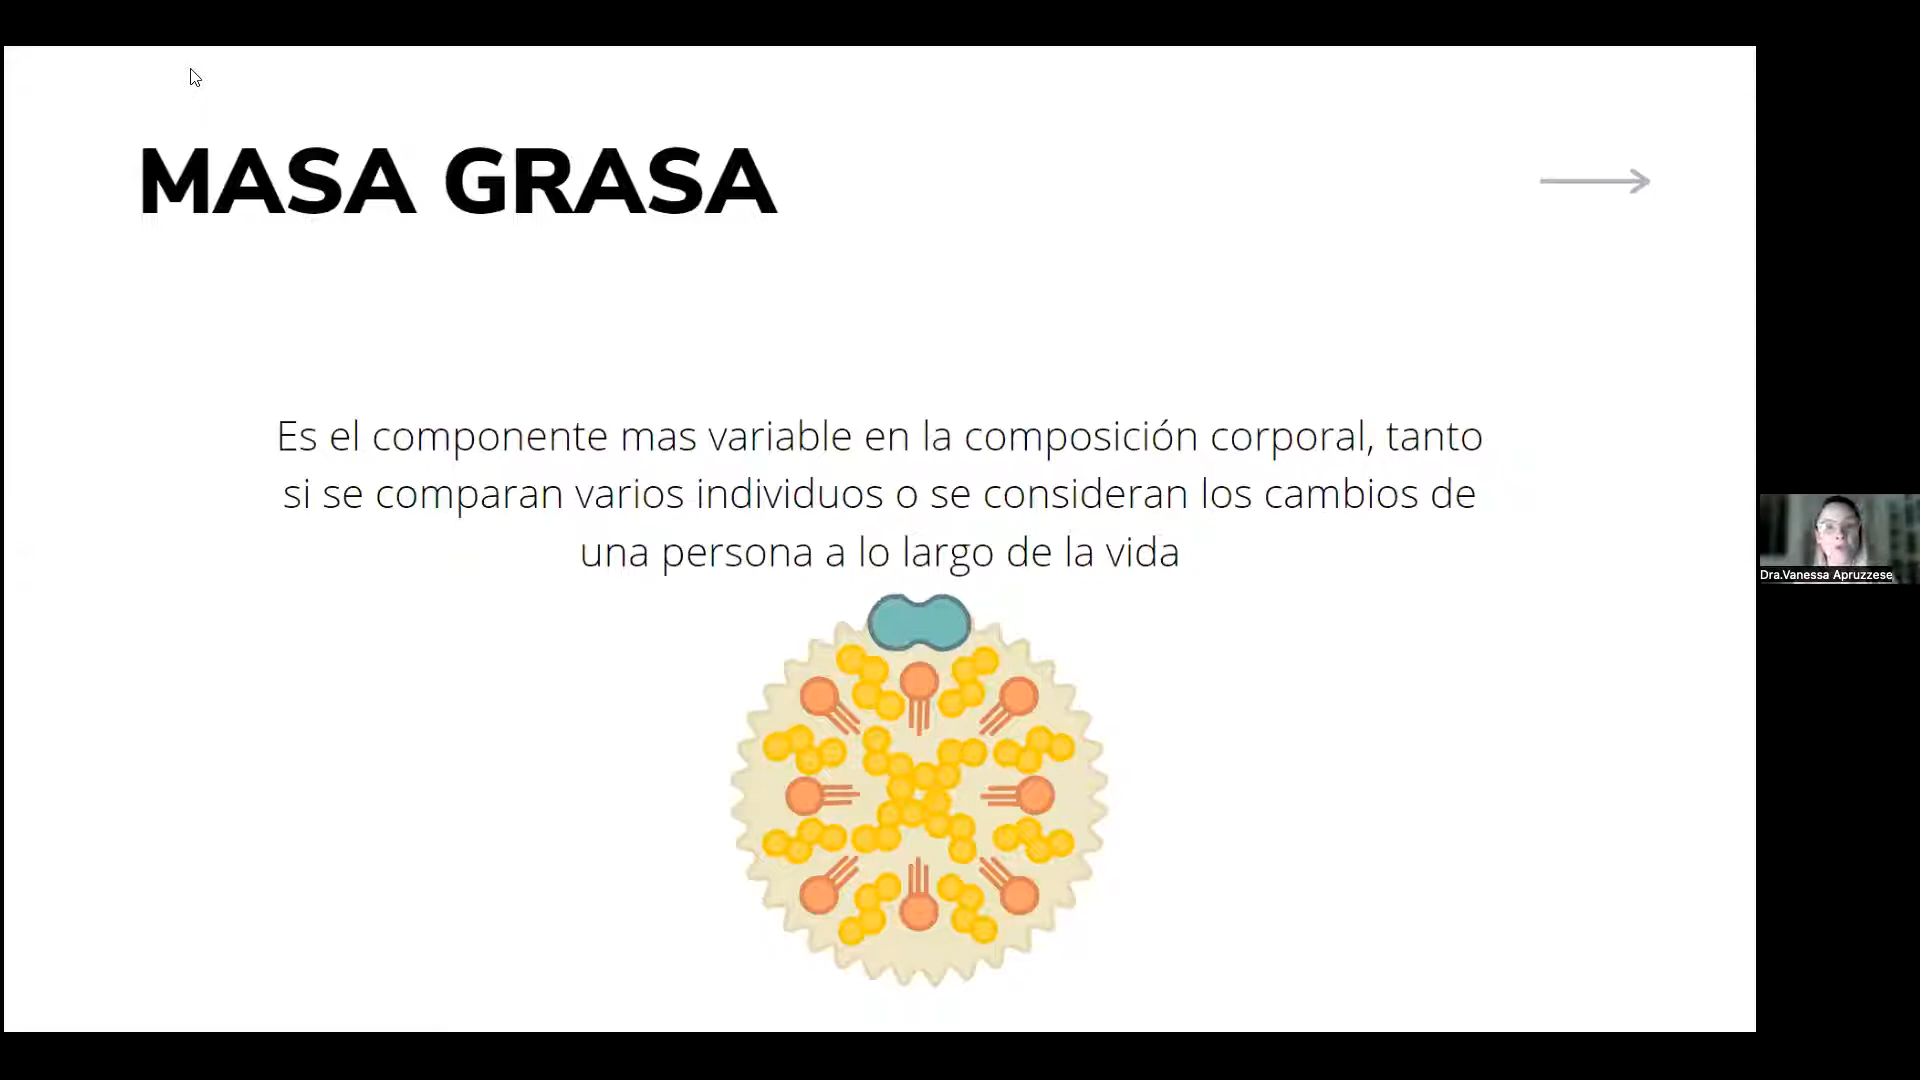 MASA GRASA
Es el componente mas variable en la composición corporal, tanto
si se comparan varios individuos o se consideran los cambios de
una persona a lo largo de la vida
Dra.Vanessa Apruzzese